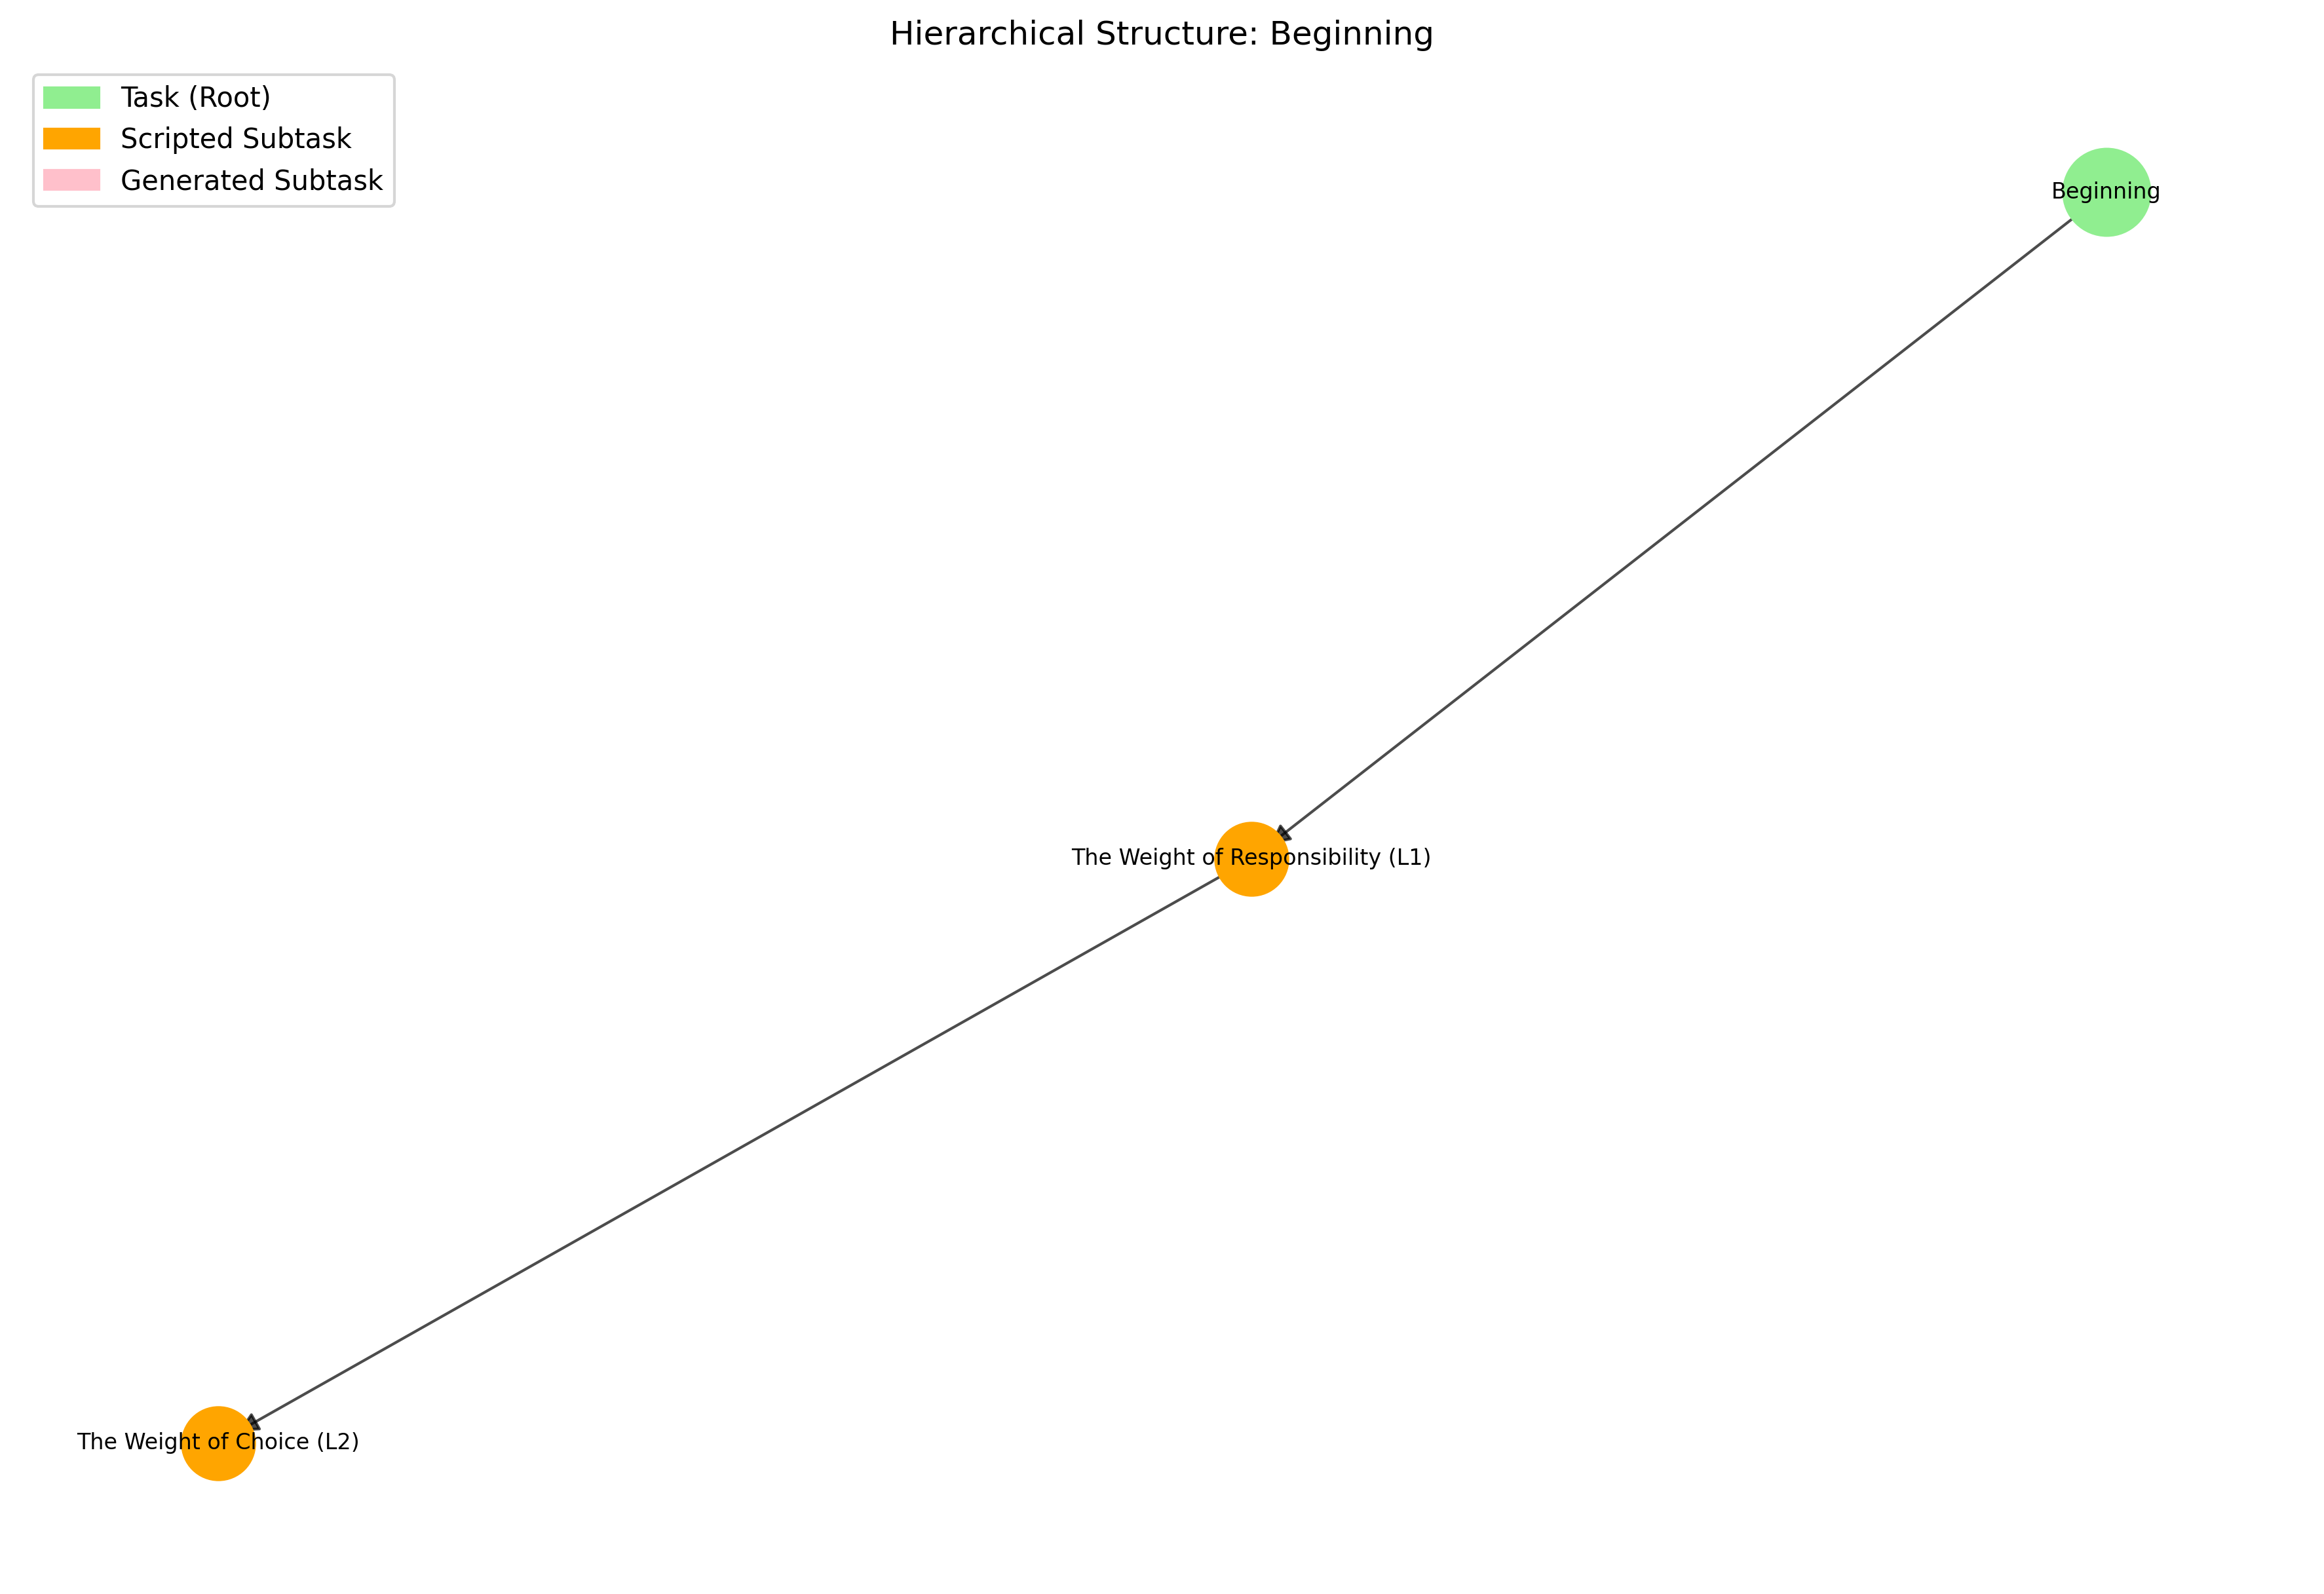 Hierarchical Structure: Beginning
Task (Root)
Scripted Subtask
Generated Subtask
Beginning
The Weight of Responsibility (L1)
The Weight of Choice (L2)